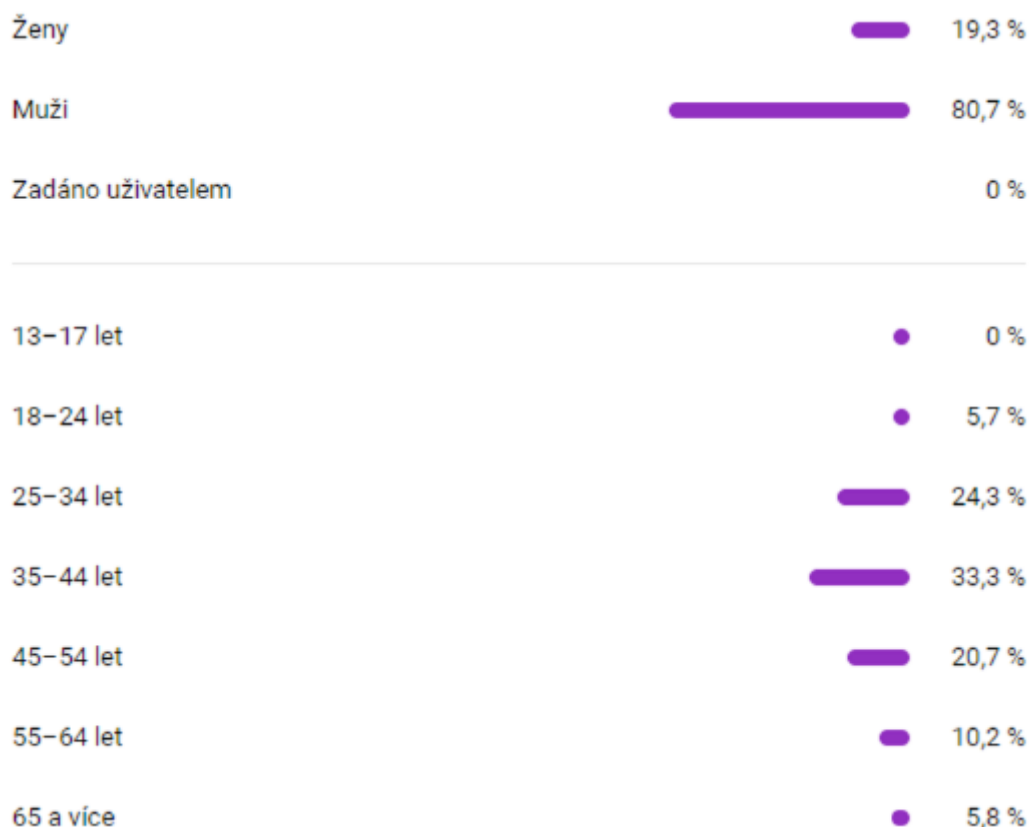 Ženy 19,3 %
Muži 80,7 %
Zadáno uživatelem 0 %
13–17 let 0 %
18–24 let 5,7 %
25–34 let 24,3 %
35–44 let 33,3 %
45–54 let 20,7 %
55–64 let 10,2 %
65 a více 5,8 %